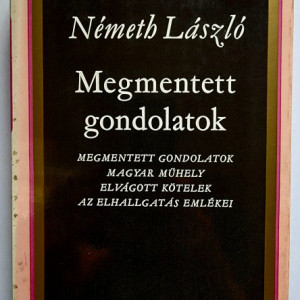 Németh László
Megmentett
gondolatok
MEGMENTETT GONDOLATOK
MAGYAR MŰHELY
ELVÁGOTT KÖTELEK
AZ ELHALLGATÁS EMLÉKEI